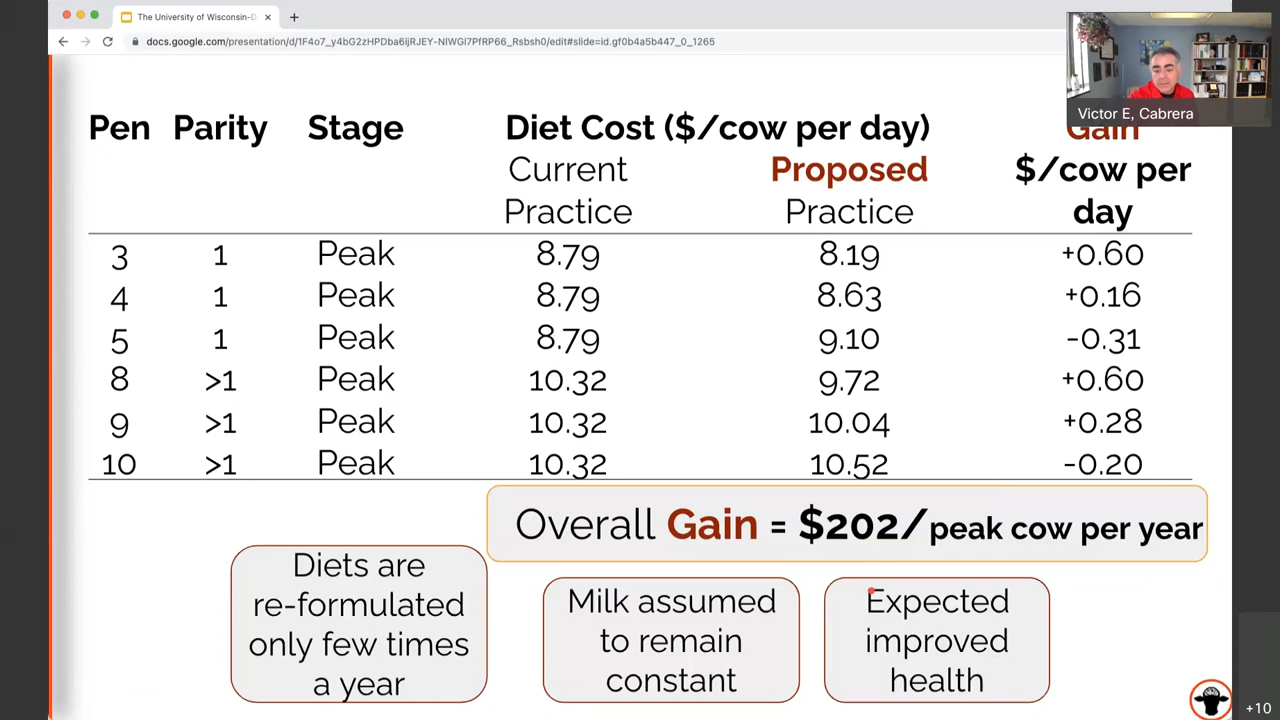 The University of Wisconsin-D
docs.google.com/presentation/d/1F4o7_y4bG2zHPDba6ljRJEY-NIWGl7PfRP66_Rsbsh0/edit#slide=id.gf0b4a5b447_0_1265
Victor E, Cabrera
Pen Parity Stage Diet Cost ($/cow per day) Gain
Current Proposed $/cow per
Practice Practice day
3 1 Peak 8.79 8.19 +0.60
4 1 Peak 8.79 8.63 +0.16
5 1 Peak 8.79 9.10 -0.31
8 >1 Peak 10.32 9.72 +0.60
9 >1 Peak 10.32 10.04 +0.28
10 >1 Peak 10.32 10.52 -0.20
Overall Gain = $202/peak cow per year
Diets are
re-formulated
only few times
a year
Milk assumed
to remain
constant
Expected
improved
health
+10